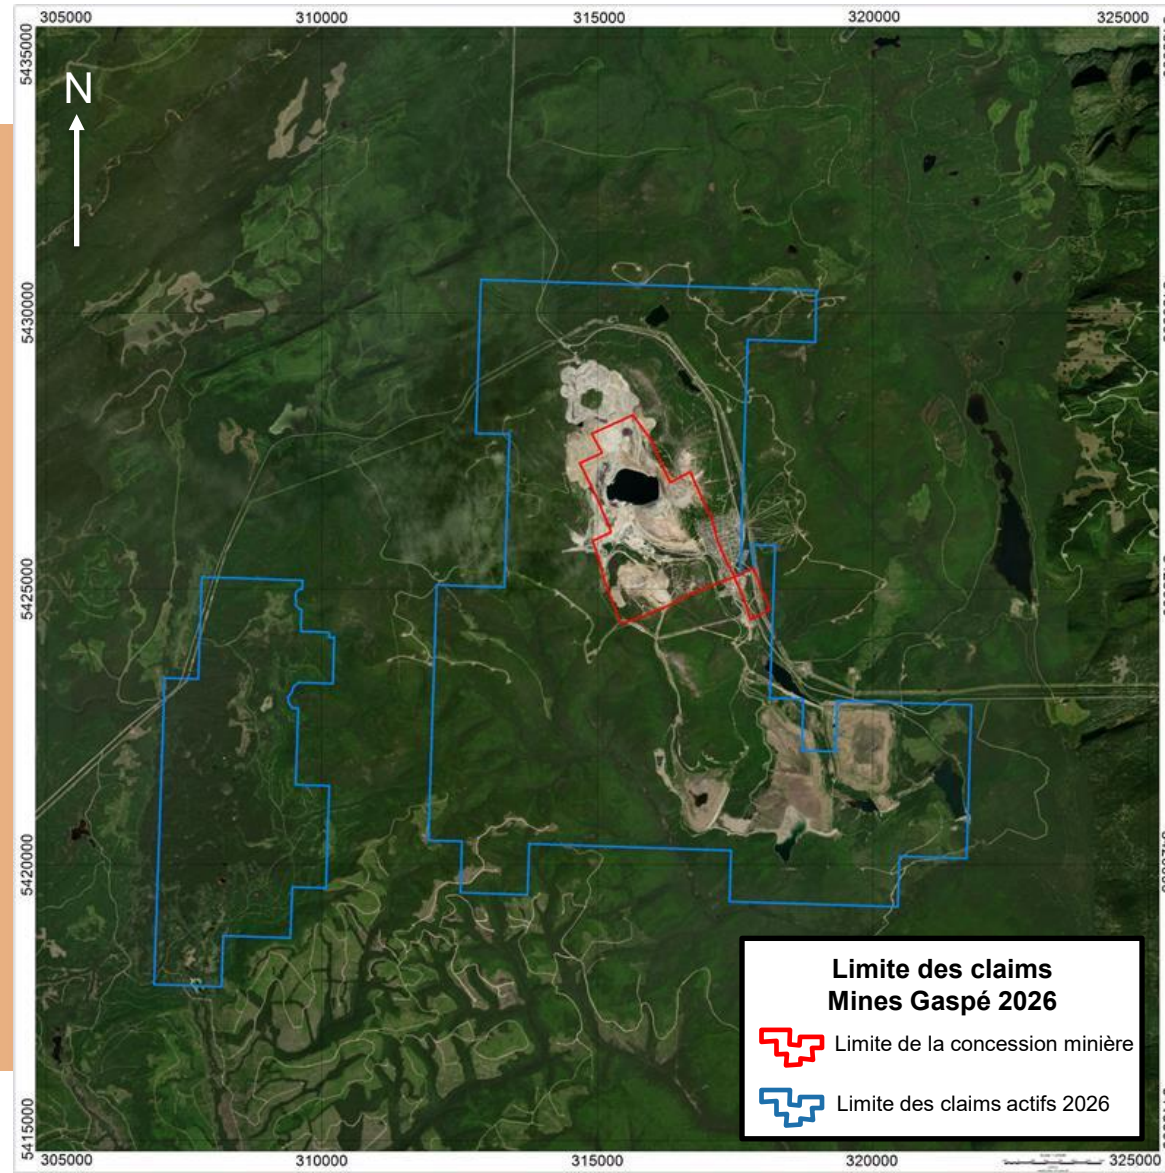 305000 310000 315000 320000 325000
5435000
N
5430000
5425000
5420000
5415000
Limite des claims
Mines Gaspé 2026
Limite de la concession minière
Limite des claims actifs 2026
305000 310000 315000 320000 325000